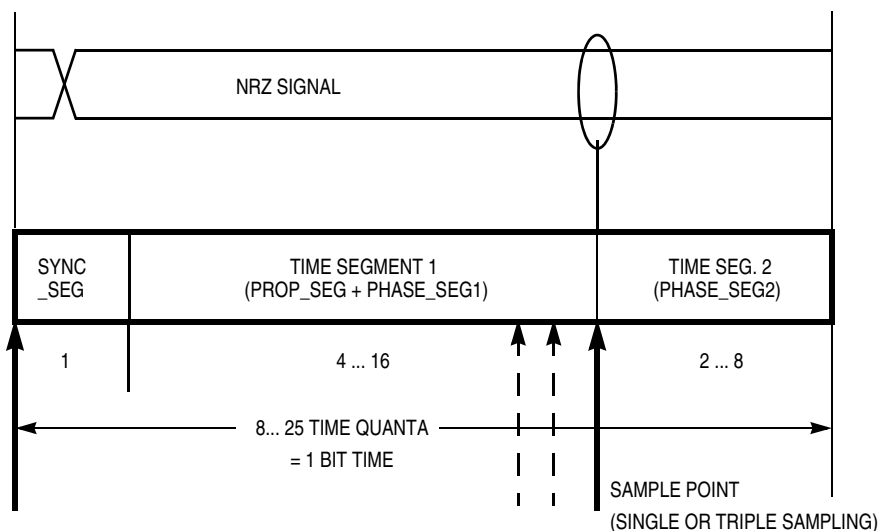 NRZ SIGNAL
SYNC
_SEG
TIME SEGMENT 1
(PROP_SEG + PHASE_SEG1)
TIME SEG. 2
(PHASE_SEG2)
1
4 ... 16
2 ... 8
8... 25 TIME QUANTA
= 1 BIT TIME
SAMPLE POINT
(SINGLE OR TRIPLE SAMPLING)